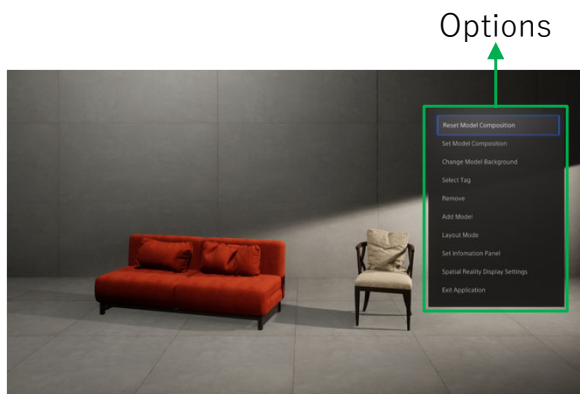 Options
Reset Model Composition
Set Model Composition
Change Model Background
Select Tag
Remove
Add Model
Layout Mode
Set Infomation Panel
Spatial Reality Display Settings
Exit Application